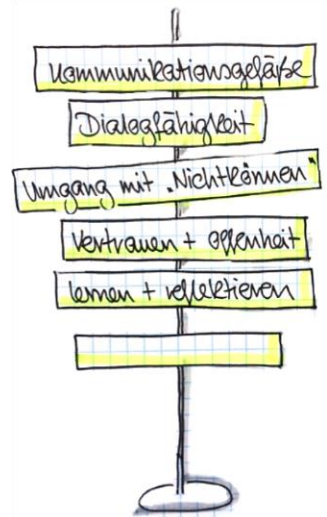 Kommunikationsgefäße
Dialogfähigkeit
Umgang mit „Nichtkönnen"
Vertrauen + Offenheit
lernen + reflektieren